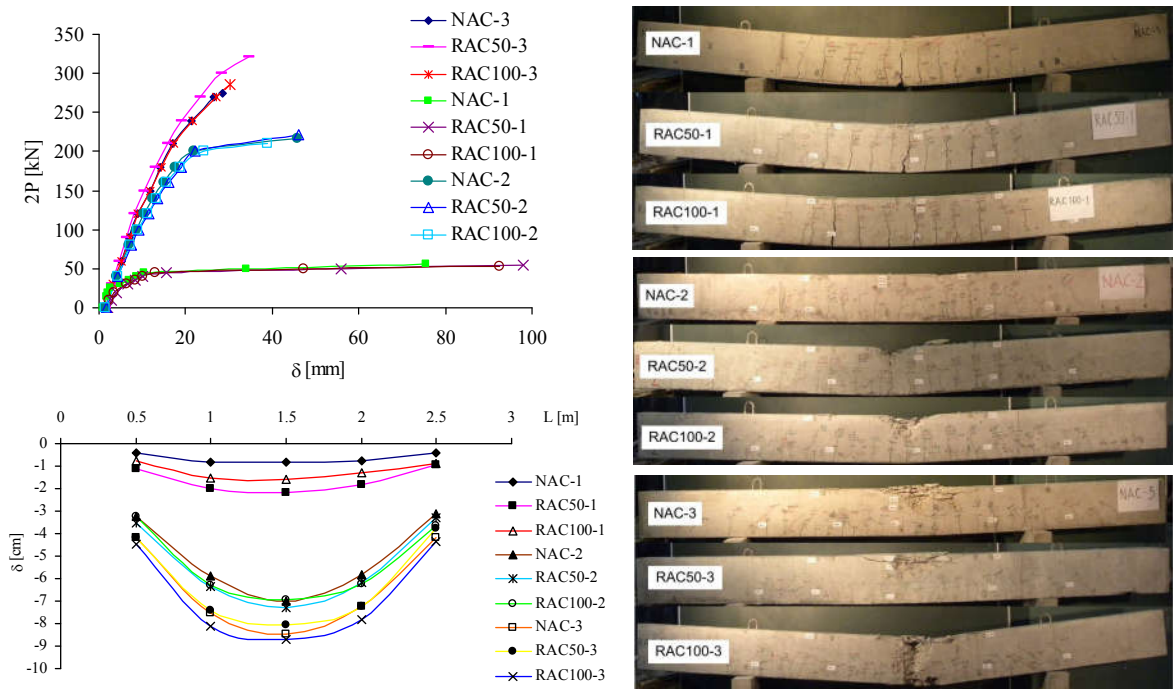 NAC-3
RAC50-3
RAC100-3
NAC-1
RAC50-1
RAC100-1
NAC-2
RAC50-2
RAC100-2
350
300
250
200
150
100
50
0
2P [kN]
0 20 40 60 80 100
δ [mm]
0 0.5 1 1.5 2 2.5 3
L [m]
0
-1
-2
-3
-4
-5
-6
-7
-8
-9
-10
δ [cm]
NAC-1
RAC50-1
RAC100-1
NAC-2
RAC50-2
RAC100-2
NAC-3
RAC50-3
RAC100-3
NAC-1
RAC50-1
RAC50-1
RAC100-1
RAC100-1
NAC-2
NAC-2
RAC50-2
RAC100-2
NAC-3
RAC50-3
RAC100-3